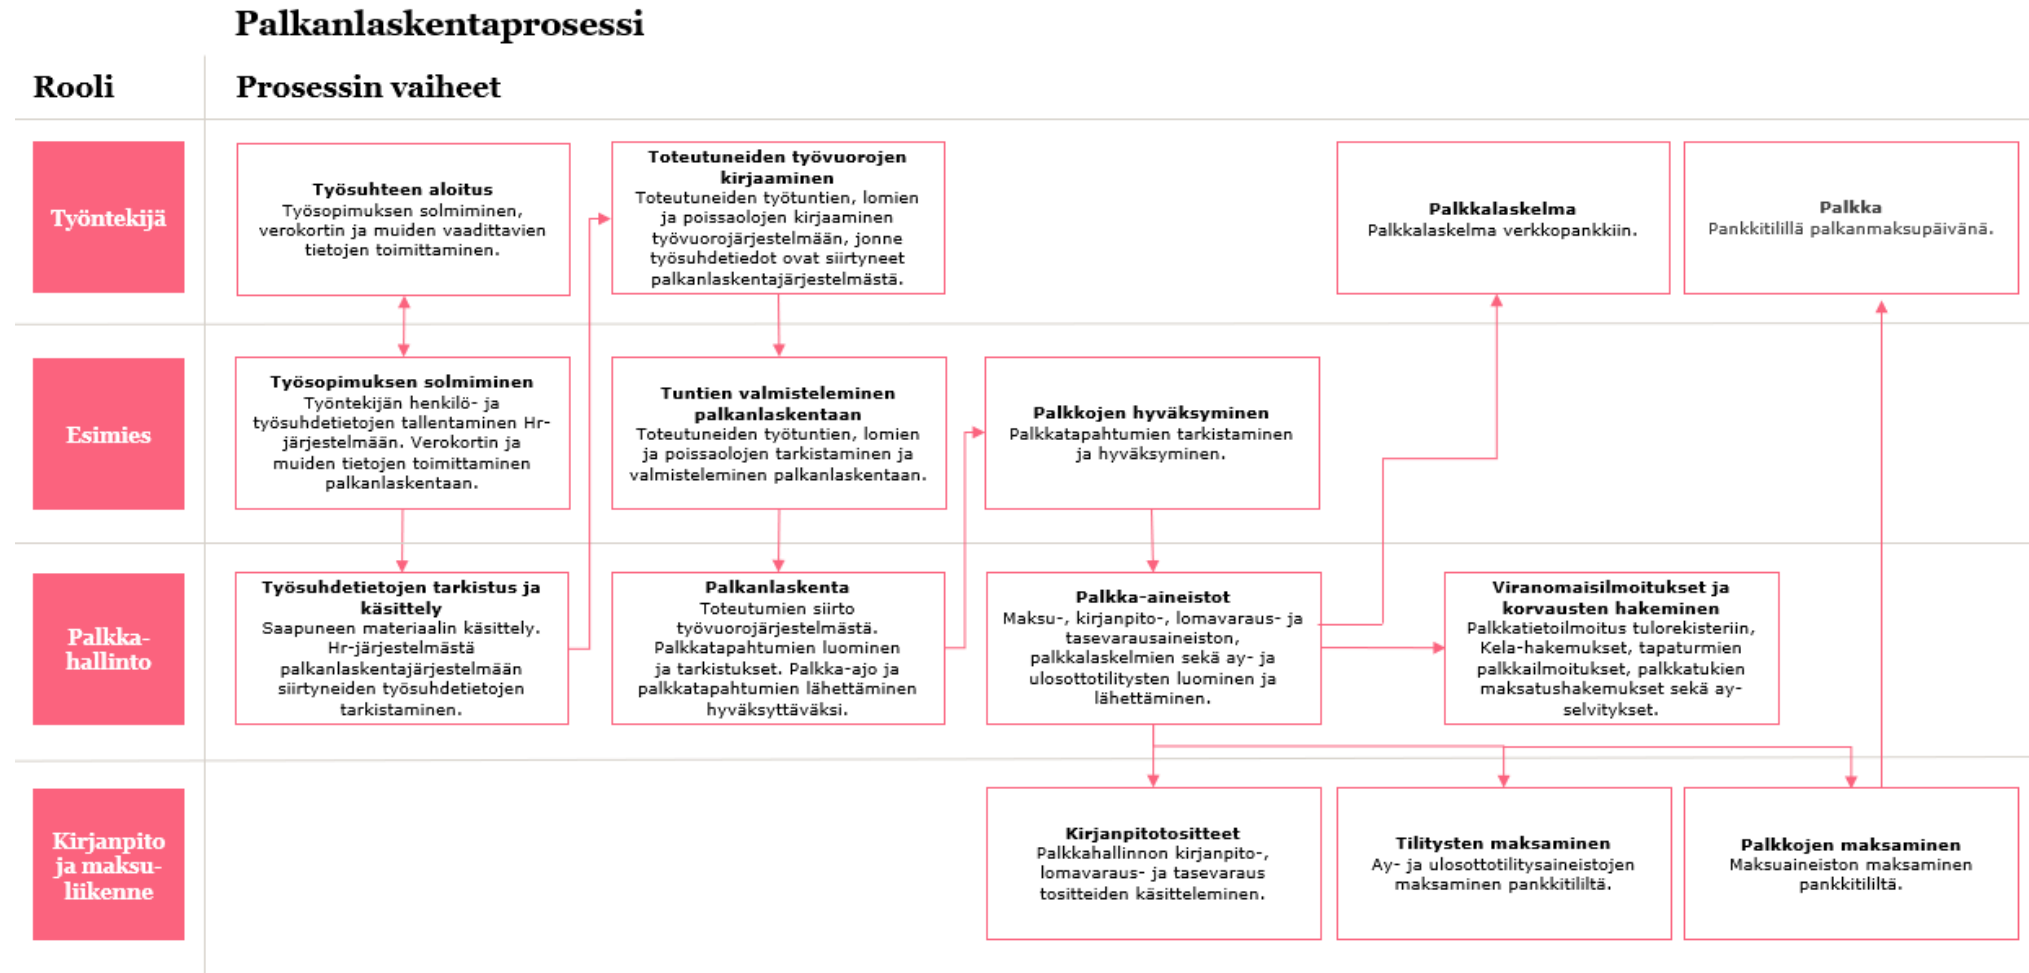 Palkanlaskentaprosessi
Rooli
Prosessin vaiheet
Työntekijä
Työsuhteen aloitus
Työsopimuksen solmiminen,
verokortin ja muiden vaadittavien
tietojen toimittaminen.
Toteutuneiden työvuorojen
kirjaaminen
Toteutuneiden työtuntien, lomien
ja poissaolojen kirjaaminen
työvuorojärjestelmään, jonne
työsuhdetiedot ovat siirtyneet
palkanlaskentajärjestelmästä.
Palkkalaskelma
Palkkalaskelma verkkopankkiin.
Palkka
Pankkitilillä palkanmaksupäivänä.
Esimies
Työsopimuksen solmiminen
Työntekijän henkilö- ja
työsuhdetietojen tallentaminen Hr-
järjestelmään. Verokortin ja
muiden tietojen toimittaminen
palkanlaskentaan.
Tuntien valmisteleminen
palkanlaskentaan
Toteutuneiden työtuntien, lomien
ja poissaolojen tarkistaminen ja
valmisteleminen palkanlaskentaan.
Palkkojen hyväksyminen
Palkkatapahtumien tarkistaminen
ja hyväksyminen.
Palkka-
hallinto
Työsuhdetietojen tarkistus ja
käsittely
Saapuneen materiaalin käsittely.
Hr-järjestelmästä
palkanlaskentajärjestelmään
siirtyneiden työsuhdetietojen
tarkistaminen.
Palkanlaskenta
Toteutumien siirto
työvuorojärjestelmästä.
Palkkatapahtumien luominen
ja tarkistukset. Palkka-ajo ja
palkkatapahtumien lähettäminen
hyväksyttäväksi.
Palkka-aineistot
Maksu-, kirjanpito-, lomavaraus- ja
tasevarausaineiston,
palkkalaskelmien sekä ay- ja
ulosottotilitysten luominen ja
lähettäminen.
Viranomaisilmoitukset ja
korvausten hakeminen
Palkkatietoilmoitus tulorekisteriin,
Kela-hakemukset, tapaturmien
palkkailmoitukset, palkkatukien
maksatushakemukset sekä ay-
selvitykset.
Kirjanpito
ja maksu-
liikenne
Kirjanpitotositteet
Palkkahallinnon kirjanpito-,
lomavaraus- ja tasevaraus
tositteiden käsitteleminen.
Tilitysten maksaminen
Ay- ja ulosottotilitysaineistojen
maksaminen pankkitililtä.
Palkkojen maksaminen
Maksuaineiston maksaminen
pankkitililtä.